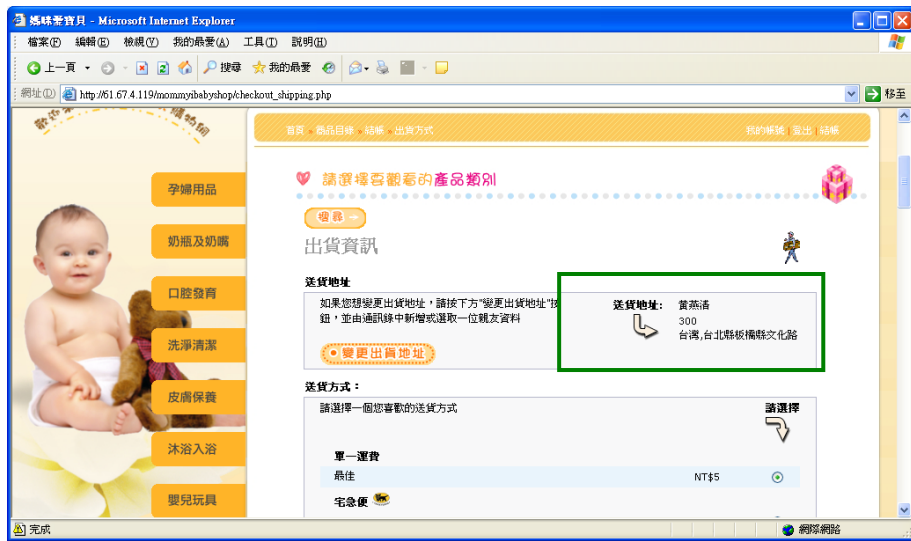 媽咪愛寶貝 - Microsoft Internet Explorer
檔案(F) 編輯(E) 檢視(V) 我的最愛(A) 工具(T) 說明(H)
上一頁 搜尋 我的最愛
網址(D) http://61.67.4.119/mommyibabyshop/checkout_shipping.php 移至
首頁 » 商品目錄 » 結帳 » 出貨方式 我的帳號 | 登出 | 結帳
請選擇要觀看的產品類別
搜尋
孕婦用品
奶瓶及奶嘴
口腔發育
洗淨清潔
皮膚保養
沐浴入浴
嬰兒玩具
出貨資訊
送貨地址
如果您想變更出貨地址,請按下方"變更出貨地址"按
鈕,並由通訊錄中新增或選取一位親友資料
變更出貨地址
送貨地址: 黃燕
300
台灣,台北縣板橋縣文化路
送貨方式:
請選擇一個您喜歡的送貨方式 請選擇
單一運費
最佳 NT$5
宅急便
完成 網際網路